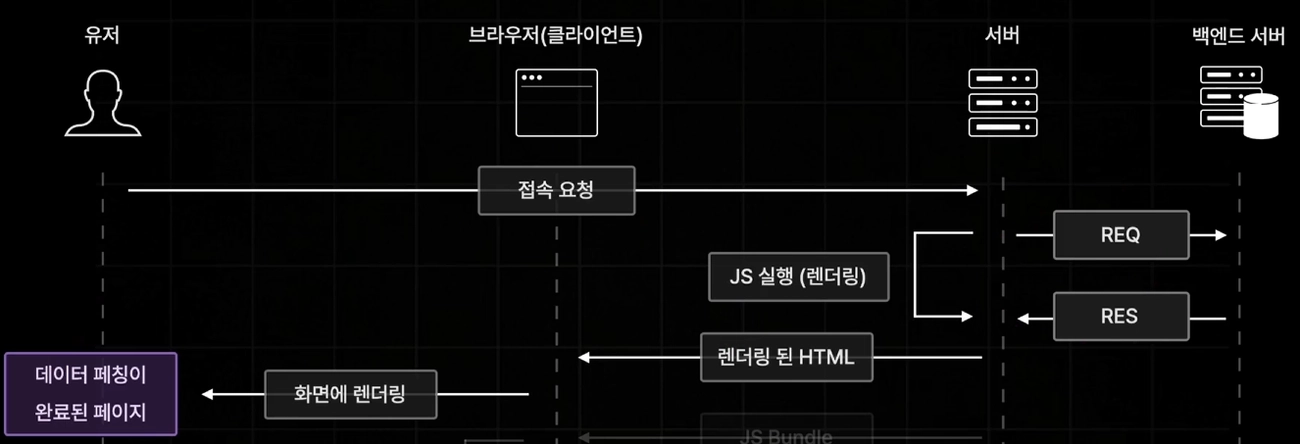 유저
브라우저(클라이언트)
서버
백엔드 서버
접속 요청
REQ
JS 실행 (렌더링)
RES
렌더링 된 HTML
데이터 페칭이
완료된 페이지
화면에 렌더링
JS Bundle